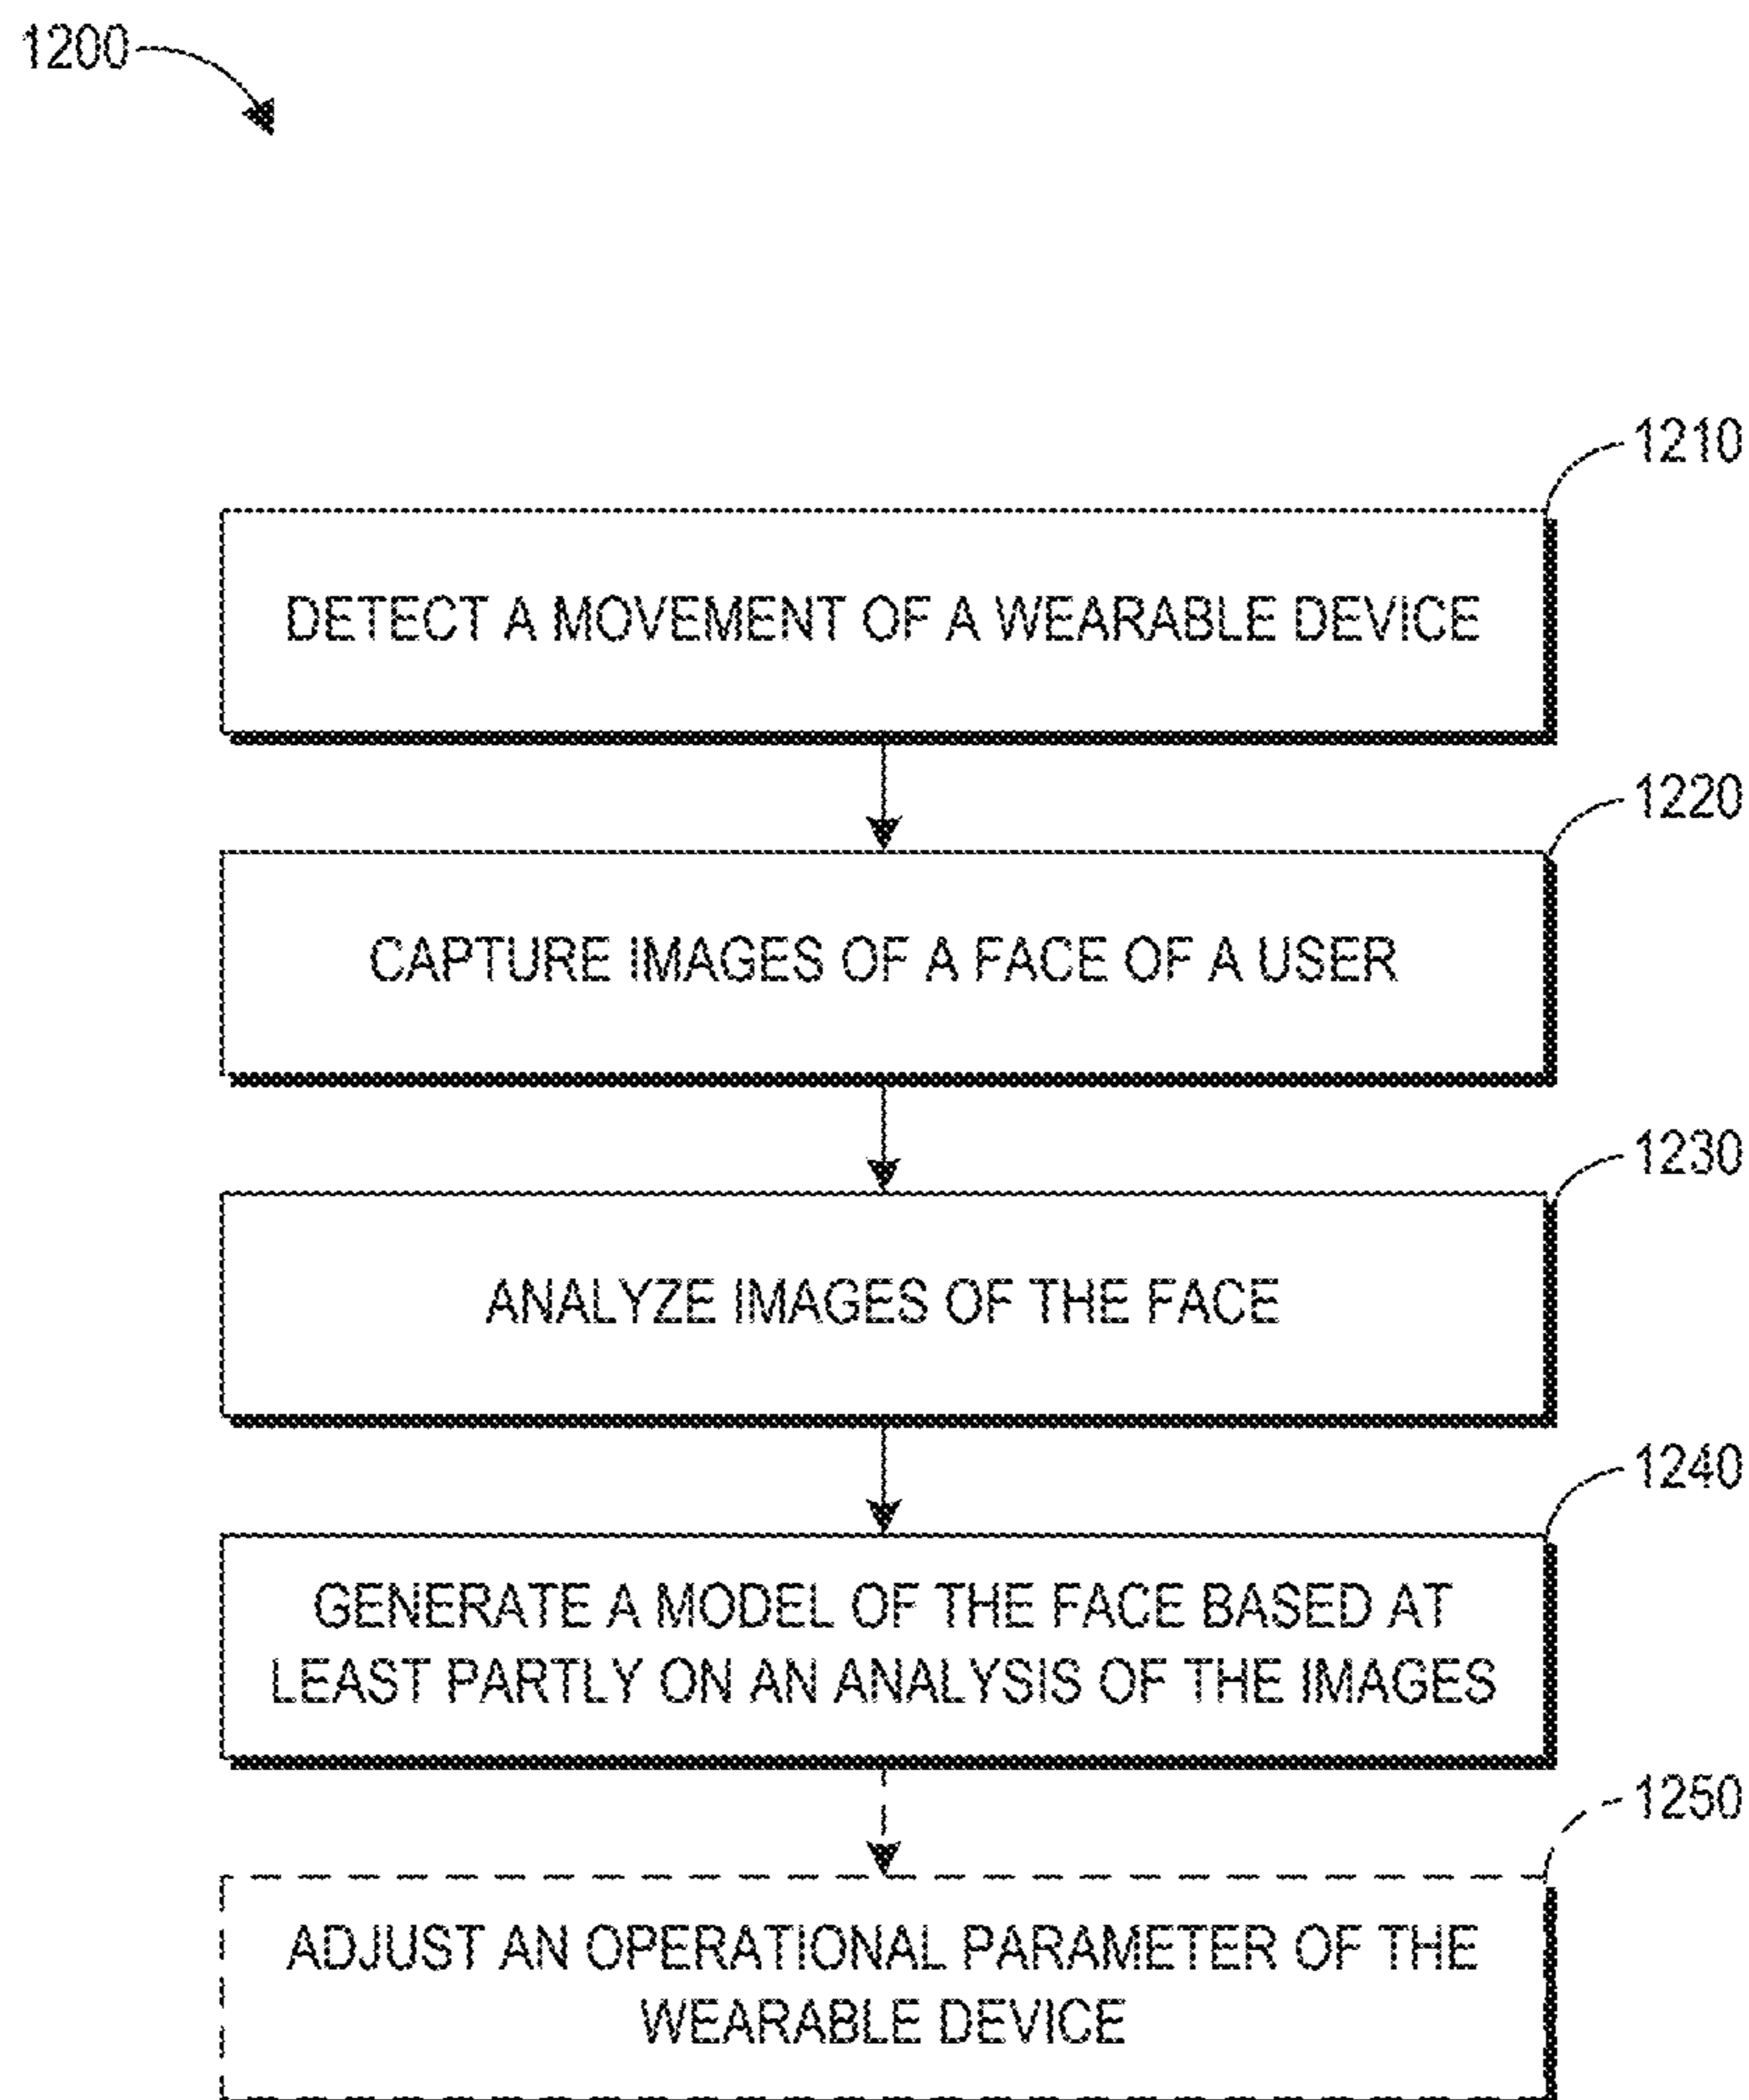 1200
1210
DETECT A MOVEMENT OF A WEARABLE DEVICE
1220
CAPTURE IMAGES OF A FACE OF A USER
1230
ANALYZE IMAGES OF THE FACE
1240
GENERATE A MODEL OF THE FACE BASED AT
LEAST PARTLY ON AN ANALYSIS OF THE IMAGES
1250
ADJUST AN OPERATIONAL PARAMETER OF THE
WEARABLE DEVICE